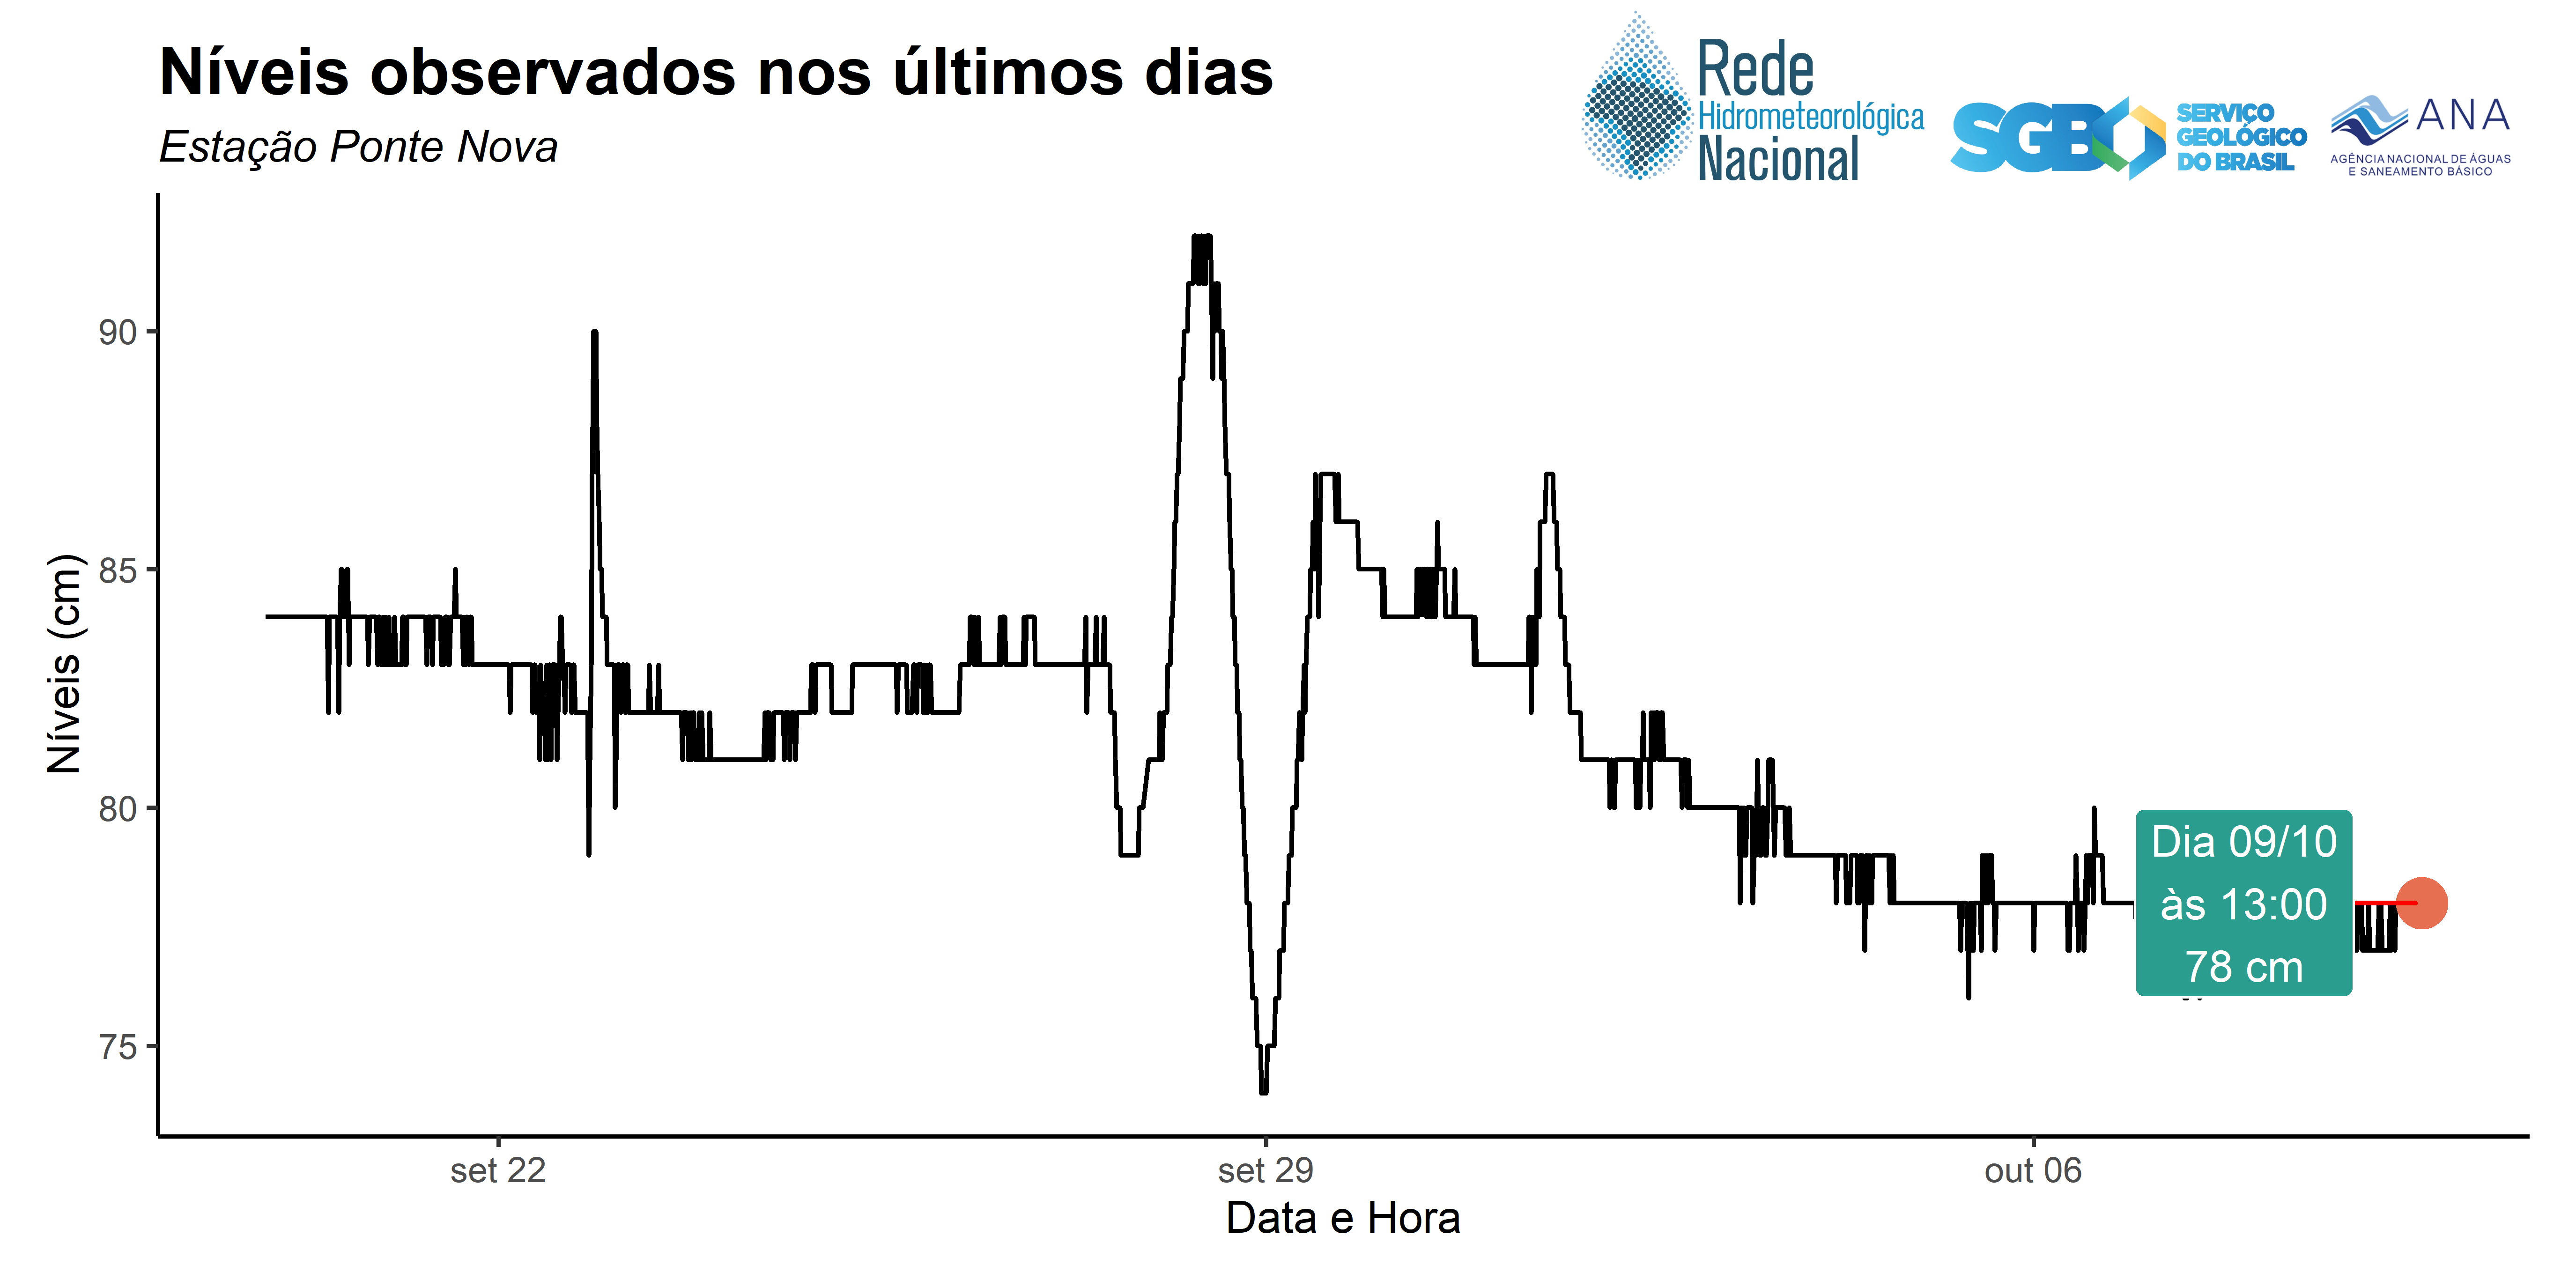 Níveis observados nos últimos dias
Estação Ponte Nova
Rede
Hidrometeorológica
Nacional
SGB
SERVIÇO
GEOLÓGICO
DO BRASIL
ANA
AGÊNCIA NACIONAL DE ÁGUAS
E SANEAMENTO BÁSICO
Níveis (cm)
90
85
80
75
Dia 09/10
às 13:00
78 cm
set 22
set 29
out 06
Data e Hora